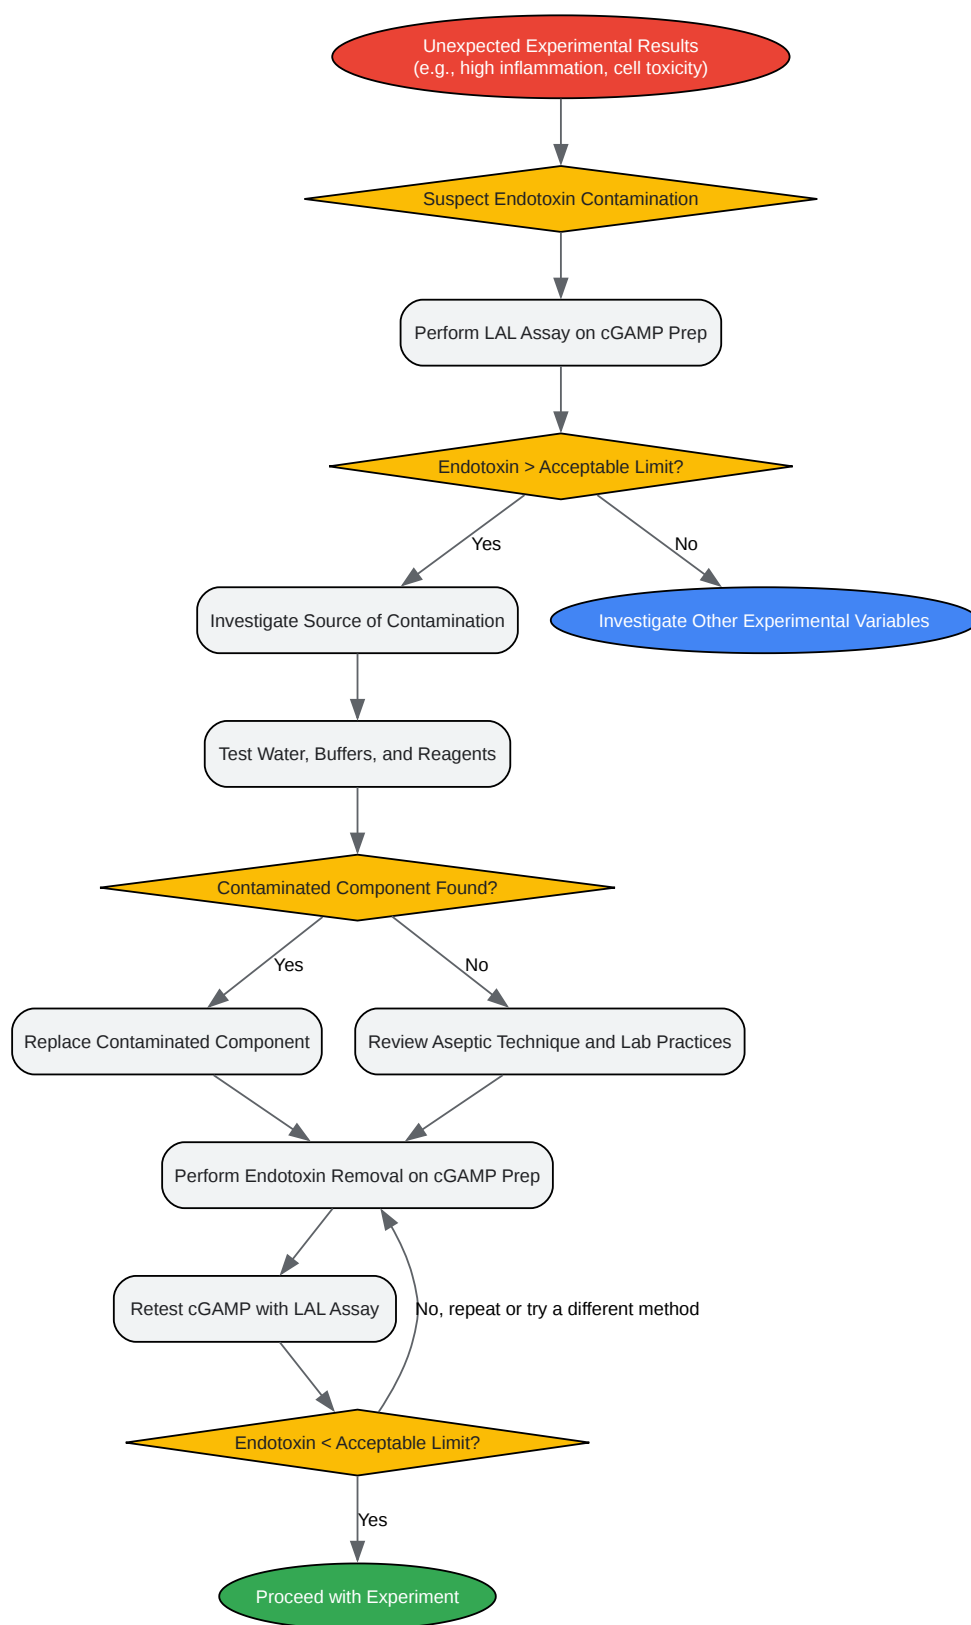 Unexpected Experimental Results
(e.g., high inflammation, cell toxicity)
Suspect Endotoxin Contamination
Perform LAL Assay on cGAMP Prep
Endotoxin > Acceptable Limit?
Yes
No
Investigate Source of Contamination
Investigate Other Experimental Variables
Test Water, Buffers, and Reagents
Contaminated Component Found?
Yes
No
Replace Contaminated Component
Review Aseptic Technique and Lab Practices
Perform Endotoxin Removal on cGAMP Prep
Retest cGAMP with LAL Assay
No, repeat or try a different method
Endotoxin < Acceptable Limit?
Yes
Proceed with Experiment